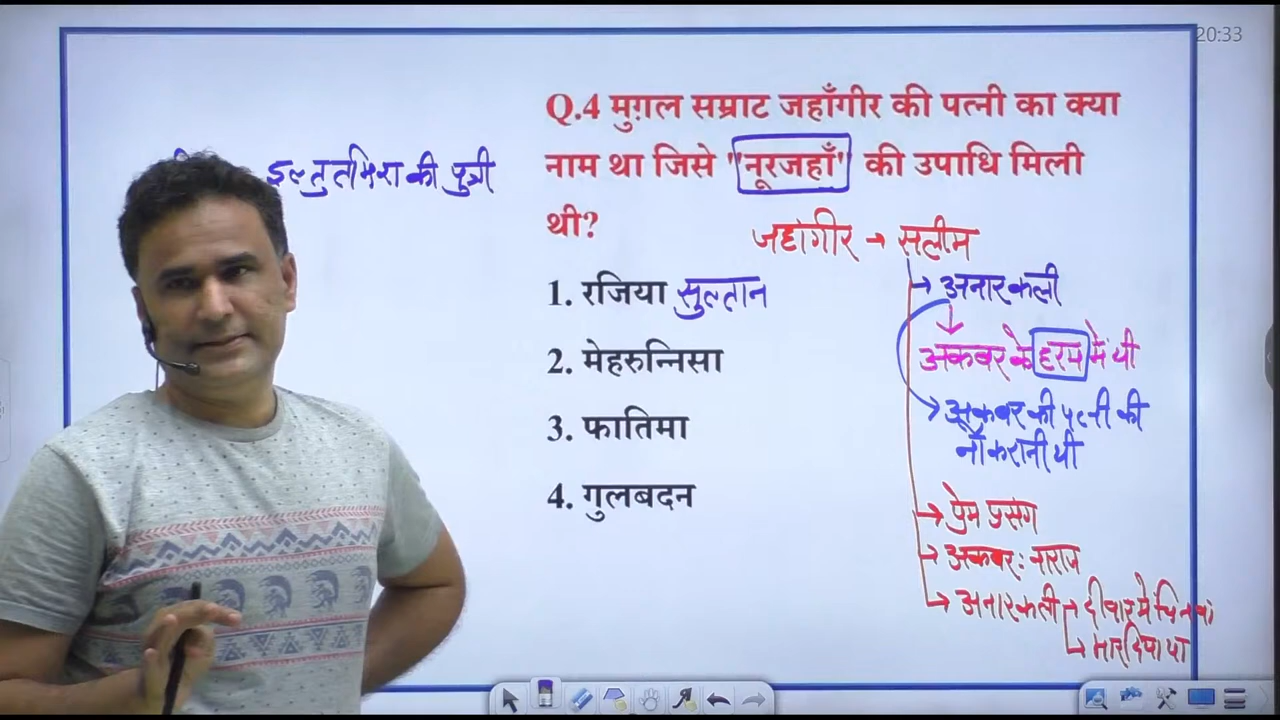 20:33
Q.4 मुग़ल सम्राट जहाँगीर की पत्नी का क्या
नाम था जिसे "नूरजहाँ" की उपाधि मिली
थी?
इल्तुतमिश की पुत्री
जहांगीर → सलीम
1. रजिया सुल्तान
2. मेहरुन्निसा
3. फातिमा
4. गुलबदन
→ अनारकली
अकबर के हरम में थी
→ अकबर की पत्नी की
नौकरानी थी
→ प्रेम प्रसंग
→ अकबर: नाराज
→ अनारकली → दीवार में
→ मार दिया था